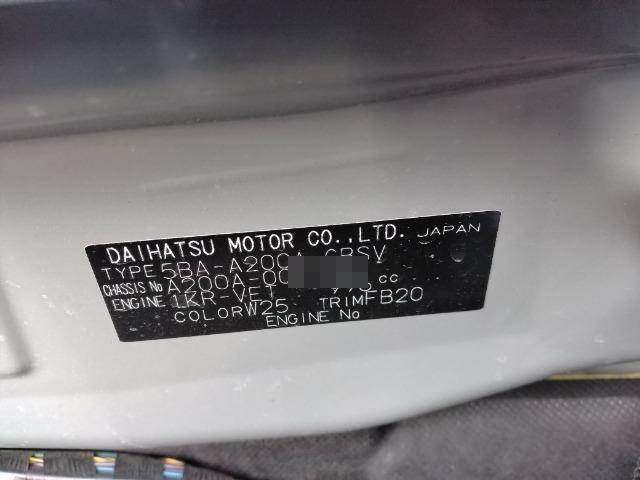 DAIHATSU MOTOR CO.,LTD. JAPAN
TYPE 5BA-A200A-GBSV
CHASSIS No A200A-00
ENGINE 1KR-VET cc
COLOR W25 TRIM FB20
ENGINE No